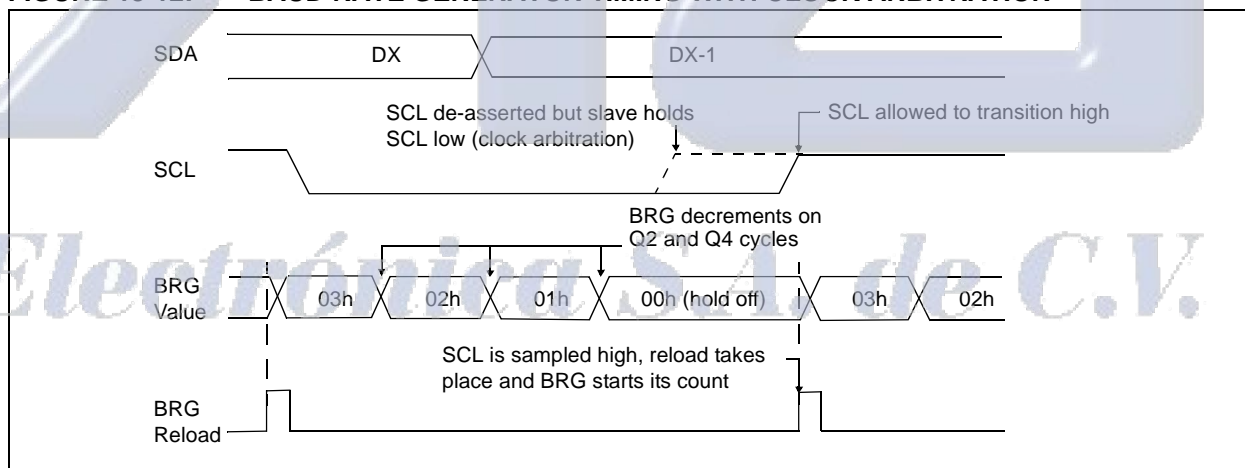 SDA
DX
DX-1
SCL de-asserted but slave holds
SCL low (clock arbitration)
SCL allowed to transition high
SCL
BRG decrements on
Q2 and Q4 cycles
Electrónica S.A. de C.V.
BRG
Value
03h
02h
01h
00h (hold off)
03h
02h
SCL is sampled high, reload takes
place and BRG starts its count
BRG
Reload